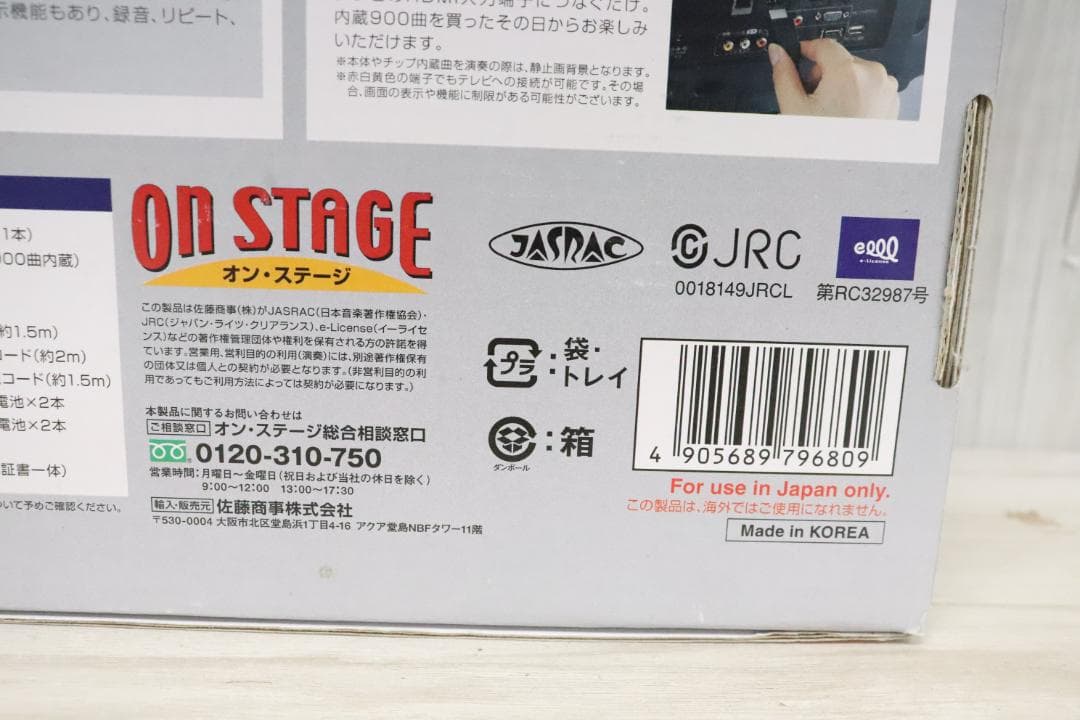 示機能もあり、録音、リピート、
内蔵900曲を買ったその日からお楽しみ
いただけます。
※本体やチップ内蔵曲を演奏の際は、静止画背景となります。
※赤白黄色の端子でもテレビへの接続が可能です。その場
合、画面の表示や機能に制限がある可能性がございます。
1本)
900曲内蔵)
約1.5m)
コード(約2m)
コード(約1.5m)
電池×2本
電池×2本
証書一体)
ついて予めご確認ください。
On STAGE
オン・ステージ
この製品は佐藤商事(株)がJASRAC(日本音楽著作権協会)・
JRC(ジャパン・ライツ・クリアランス)、e-License(イーライセ
ンス)などの著作権管理団体や権利を保有される方の許諾を得
ています。営業用、営利目的の利用(演奏)には、別途著作権保有
の団体又は個人との契約が必要となります。(非営利目的の利
用であってもご利用方法によっては契約が必要になります。)
本製品に関するお問い合わせは
ご相談窓口 オン・ステージ総合相談窓口
0120-310-750
営業時間:月曜日~金曜日(祝日および当社の休日を除く)
9:00~12:00 13:00~17:30
輸入・販売元 佐藤商事株式会社
〒530-0004 大阪市北区堂島浜1丁目4-16 アクア堂島NBFタワー11階
JASRAC
JRC
0018149JRCL
elll
e-License
第RC32987号
プラ:袋・
:トレイ
:箱
ダンボール
4 905689 796809
For use in Japan only.
この製品は、海外ではご使用になれません。
Made in KOREA